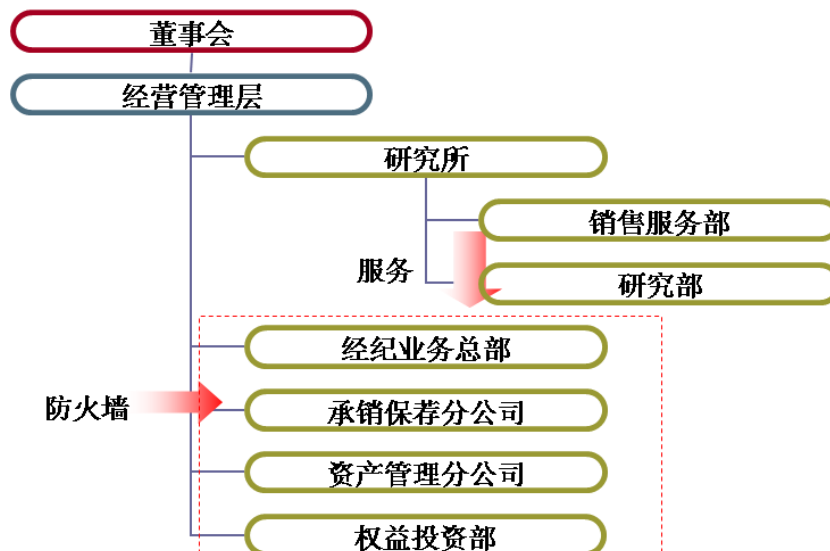 董事会
经营管理层
研究所
销售服务部
服务
研究部
经纪业务总部
防火墙
承销保荐分公司
资产管理分公司
权益投资部